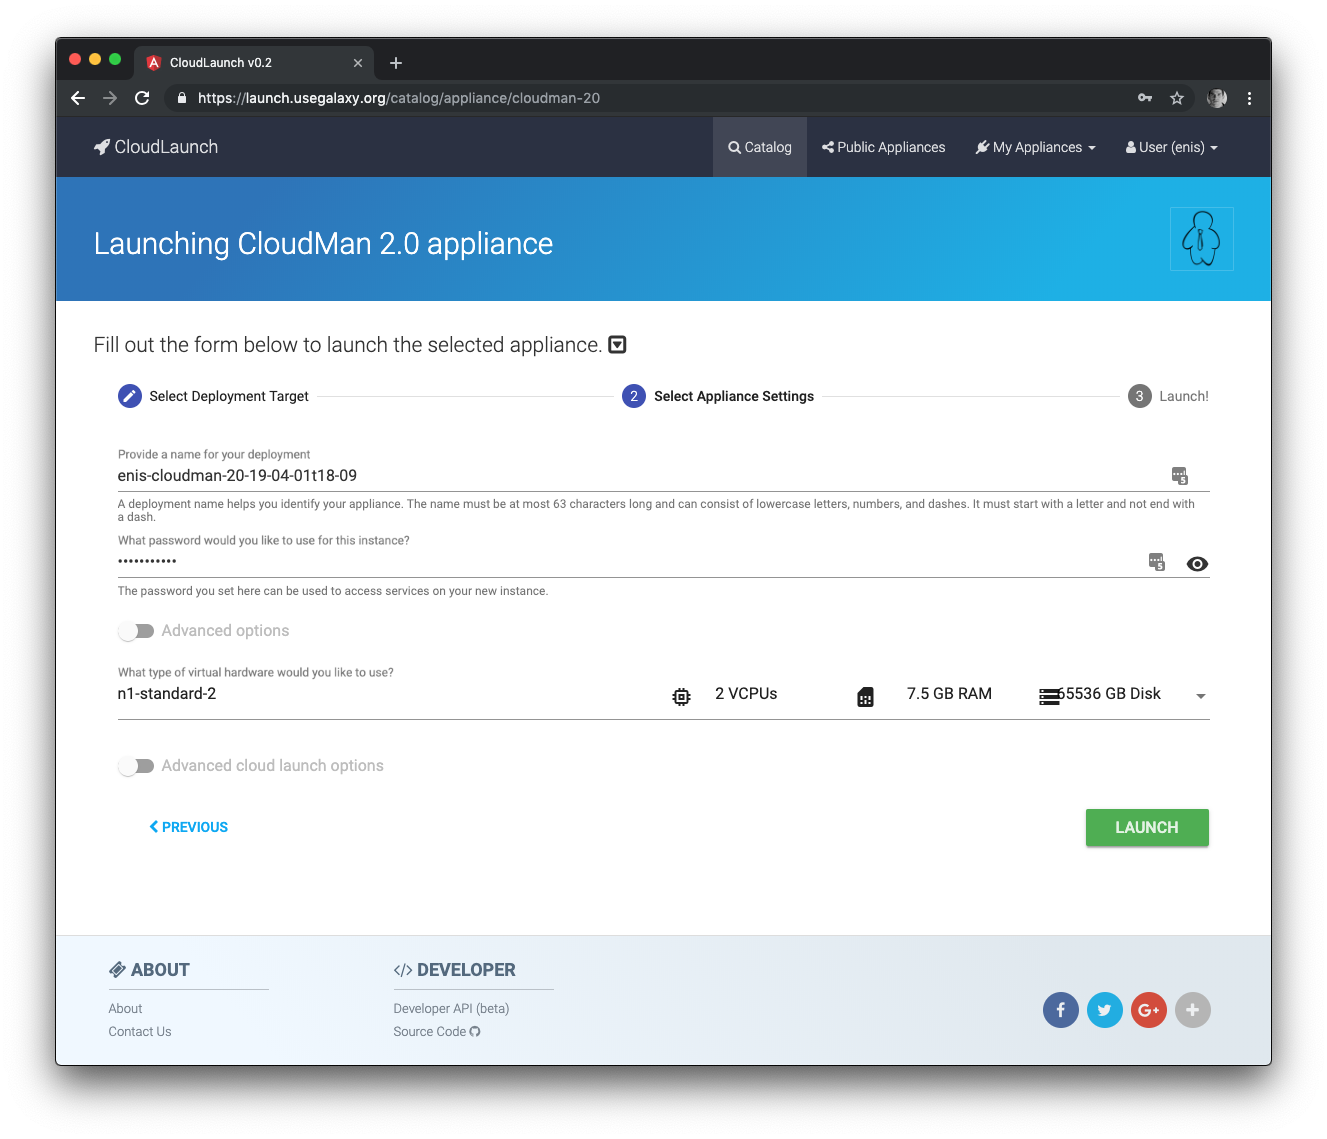 CloudLaunch v0.2
https://launch.usegalaxy.org/catalog/appliance/cloudman-20
CloudLaunch
Catalog
Public Appliances
My Appliances
User (enis)
Launching CloudMan 2.0 appliance
Fill out the form below to launch the selected appliance.
Select Deployment Target
2 Select Appliance Settings
3 Launch!
Provide a name for your deployment
enis-cloudman-20-19-04-01t18-09
5
A deployment name helps you identify your appliance. The name must be at most 63 characters long and can consist of lowercase letters, numbers, and dashes. It must start with a letter and not end with
a dash.
What password would you like to use for this instance?
•••••••••••
5
The password you set here can be used to access services on your new instance.
Advanced options
What type of virtual hardware would you like to use?
n1-standard-2
2 VCPUs
7.5 GB RAM
65536 GB Disk
Advanced cloud launch options
PREVIOUS
LAUNCH
ABOUT
About
Contact Us
</> DEVELOPER
Developer API (beta)
Source Code
f
G+